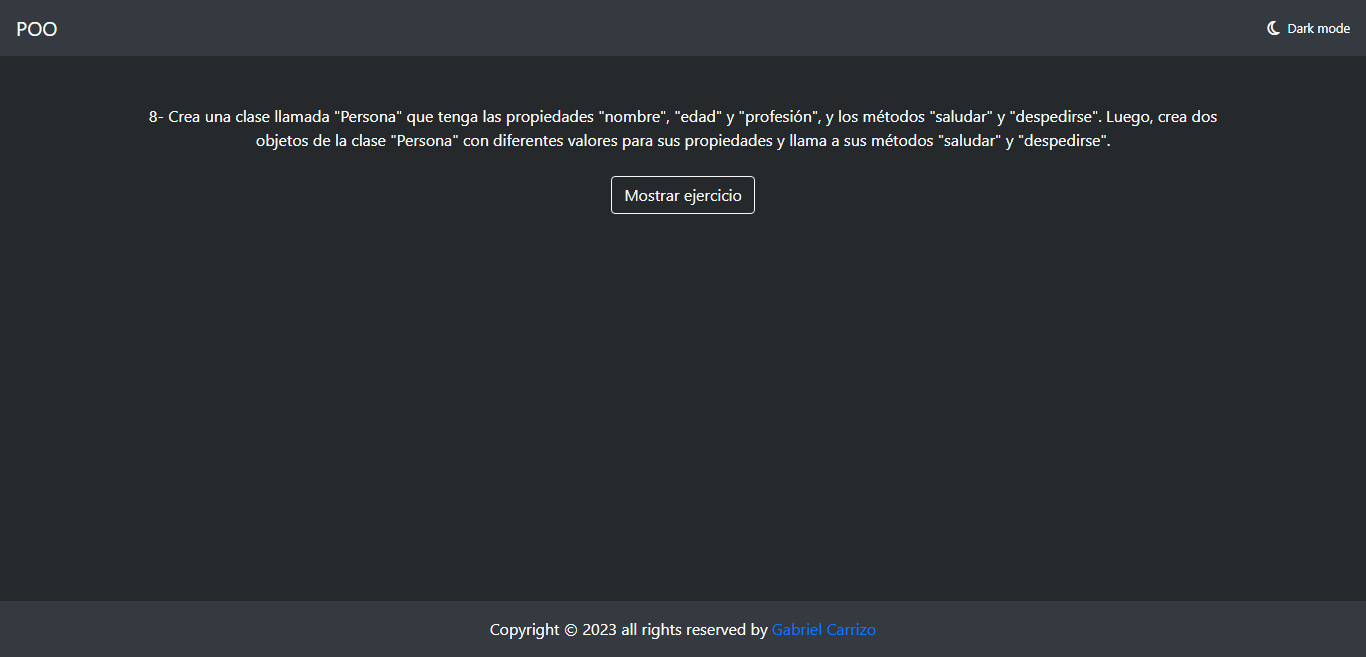 POO
Dark mode
8- Crea una clase llamada "Persona" que tenga las propiedades "nombre", "edad" y "profesión", y los métodos "saludar" y "despedirse". Luego, crea dos
objetos de la clase "Persona" con diferentes valores para sus propiedades y llama a sus métodos "saludar" y "despedirse".
Mostrar ejercicio
Copyright © 2023 all rights reserved by Gabriel Carrizo